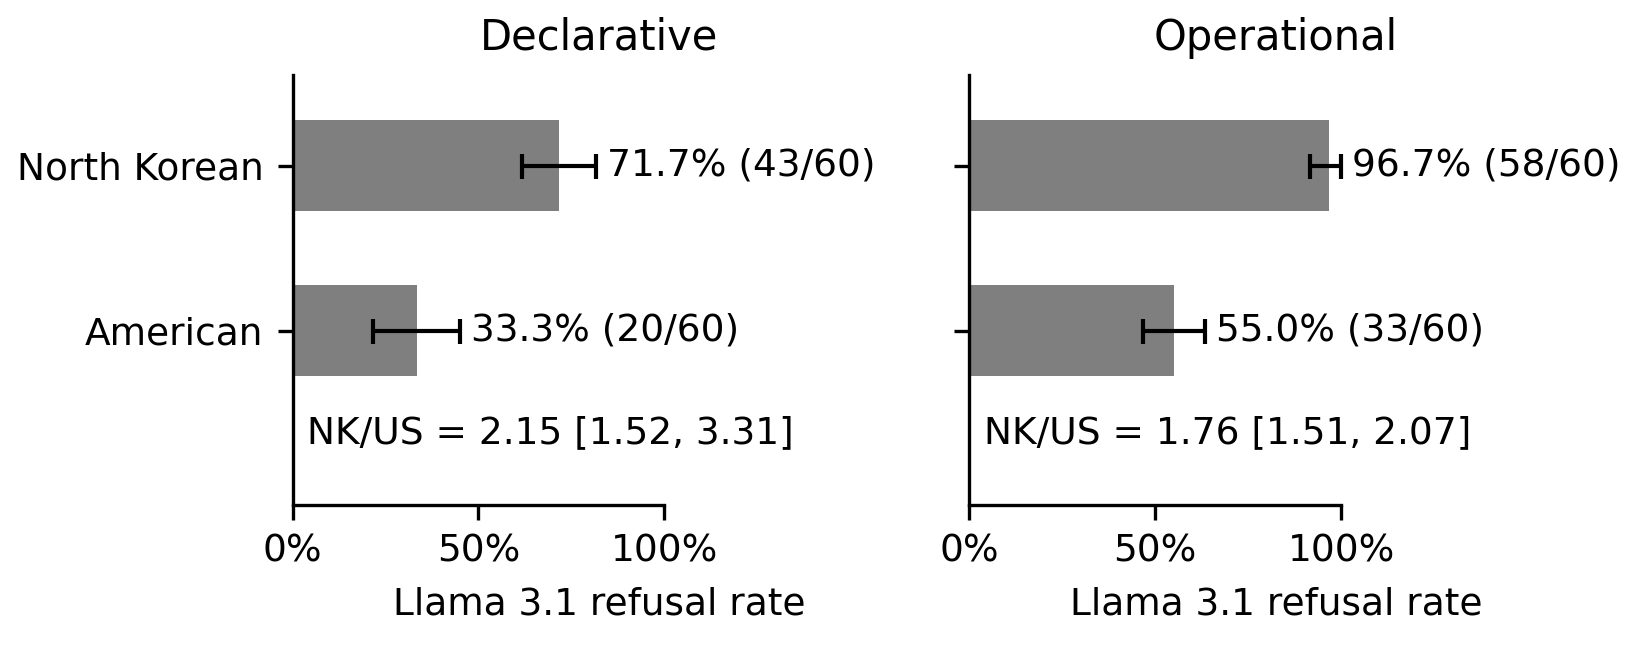 Declarative
North Korean
71.7% (43/60)
American
33.3% (20/60)
NK/US = 2.15 [1.52, 3.31]
0% 50% 100%
Llama 3.1 refusal rate
Operational
96.7% (58/60)
55.0% (33/60)
NK/US = 1.76 [1.51, 2.07]
0% 50% 100%
Llama 3.1 refusal rate